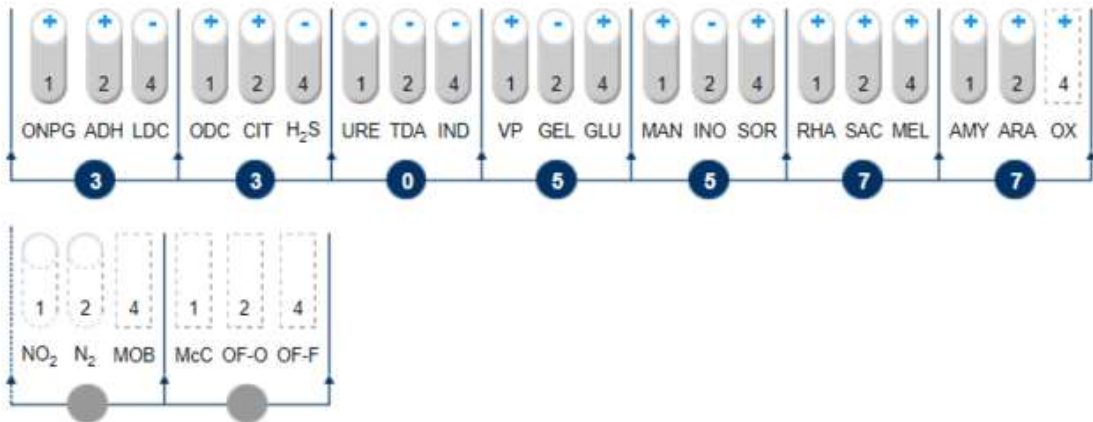 + + - + + - - - - + - + + - + + + + + + +
1 2 4 1 2 4 1 2 4 1 2 4 1 2 4 1 2 4 1 2 4
ONPG ADH LDC ODC CIT H₂S URE TDA IND VP GEL GLU MAN INO SOR RHA SAC MEL AMY ARA OX
3 3 0 5 5 7 7
1 2 4 1 2 4
NO₂ N₂ MOB McC OF-O OF-F